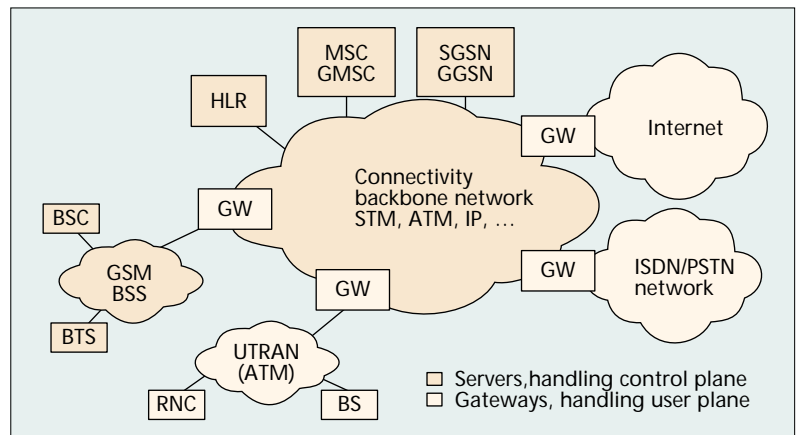 MSC
GMSC
SGSN
GGSN
HLR
GW
Internet
Connectivity
backbone network
STM, ATM, IP, …
GW
BSC
GW
ISDN/PSTN
network
GSM
BSS
GW
BTS
UTRAN
(ATM)
RNC
BS
Servers,handling control plane
Gateways, handling user plane